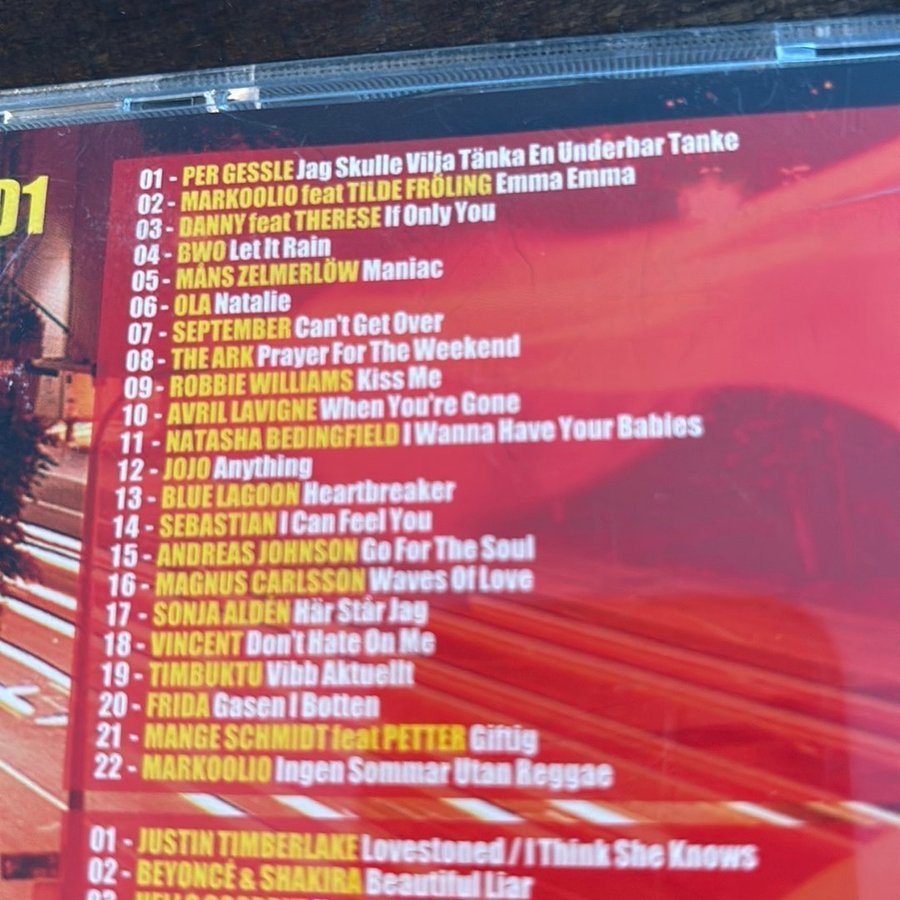 01
01 - PER GESSLE Jag Skulle Vilja Tänka En Underbar Tanke
02 - MARKOOLIO feat TILDE FRÖLING Emma Emma
03 - DANNY feat THERESE If Only You
04 - BWO Let It Rain
05 - MÅNS ZELMERLÖW Maniac
06 - OLA Natalie
07 - SEPTEMBER Can't Get Over
08 - THE ARK Prayer For The Weekend
09 - ROBBIE WILLIAMS Kiss Me
10 - AVRIL LAVIGNE When You're Gone
11 - NATASHA BEDINGFIELD I Wanna Have Your Babies
12 - JOJO Anything
13 - BLUE LAGOON Heartbreaker
14 - SEBASTIAN I Can Feel You
15 - ANDREAS JOHNSON Go For The Soul
16 - MAGNUS CARLSSON Waves Of Love
17 - SONJA ALDÉN Här Står Jag
18 - VINCENT Don't Hate On Me
19 - TIMBUKTU Vibb Aktuellt
20 - FRIDA Gasen I Botten
21 - MANGE SCHMIDT feat PETTER Giftig
22 - MARKOOLIO Ingen Sommar Utan Reggae
01 - JUSTIN TIMBERLAKE Lovestoned / I Think She Knows
02 - BEYONCÉ & SHAKIRA Beautiful Liar